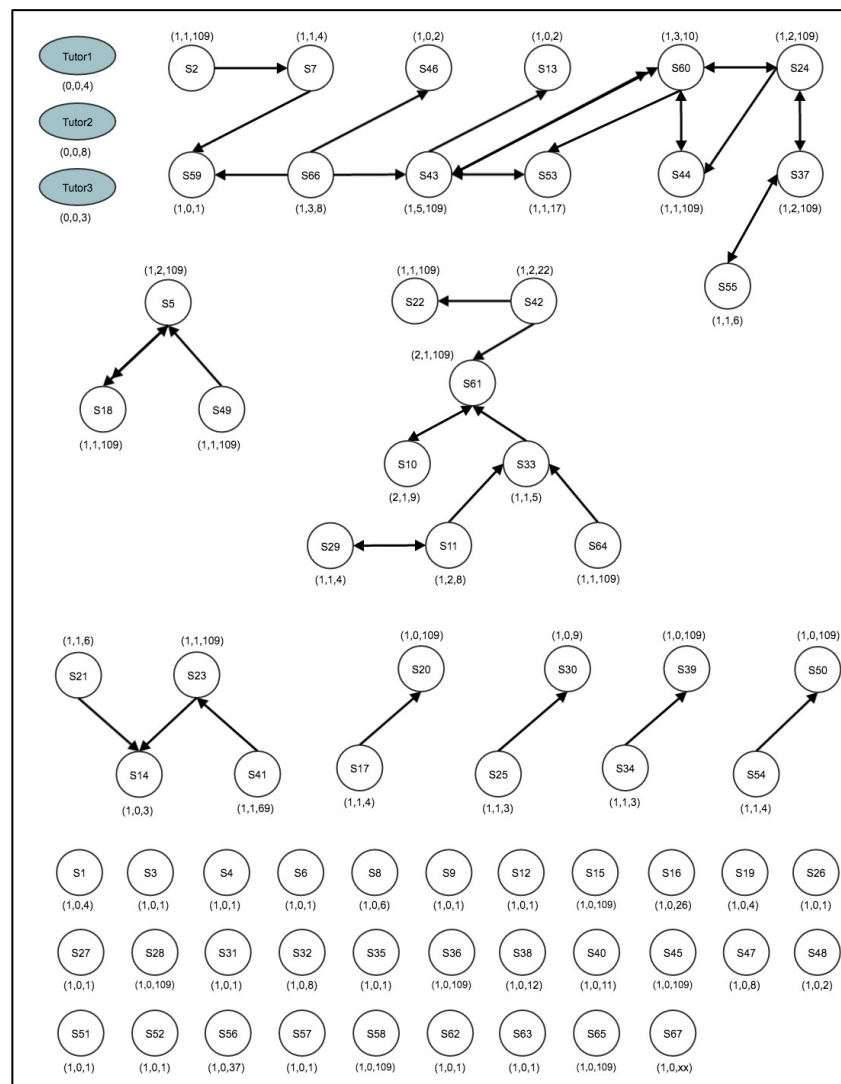 (1,1,109) (1,1,4) (1,0,2) (1,0,2) (1,3,10) (1,2,109)
Tutor1 S2 S7 S46 S13 S60 S24
(0,0,4)
Tutor2
(0,0,8)
Tutor3 S59 S66 S43 S53 S44 S37
(0,0,3) (1,0,1) (1,3,8) (1,5,109) (1,1,17) (1,1,109) (1,2,109)
(1,2,109) (1,1,109) (1,2,22)
S5 S22 S42 S55
(1,1,6)
(2,1,109)
S61
S18 S49
(1,1,109) (1,1,109)
S10 S33
(2,1,9) (1,1,5)
S29 S11 S64
(1,1,4) (1,2,8) (1,1,109)
(1,1,6) (1,1,109) (1,0,109) (1,0,9) (1,0,109) (1,0,109)
S21 S23 S20 S30 S39 S50
S14 S41 S17 S25 S34 S54
(1,0,3) (1,1,69) (1,1,4) (1,1,3) (1,1,3) (1,1,4)
S1 S3 S4 S6 S8 S9 S12 S15 S16 S19 S26
(1,0,4) (1,0,1) (1,0,1) (1,0,1) (1,0,6) (1,0,1) (1,0,1) (1,0,109) (1,0,26) (1,0,4) (1,0,1)
S27 S28 S31 S32 S35 S36 S38 S40 S45 S47 S48
(1,0,1) (1,0,109) (1,0,1) (1,0,8) (1,0,1) (1,0,109) (1,0,12) (1,0,11) (1,0,109) (1,0,8) (1,0,2)
S51 S52 S56 S57 S58 S62 S63 S65 S67
(1,0,1) (1,0,1) (1,0,37) (1,0,1) (1,0,109) (1,0,1) (1,0,1) (1,0,109) (1,0,xx)